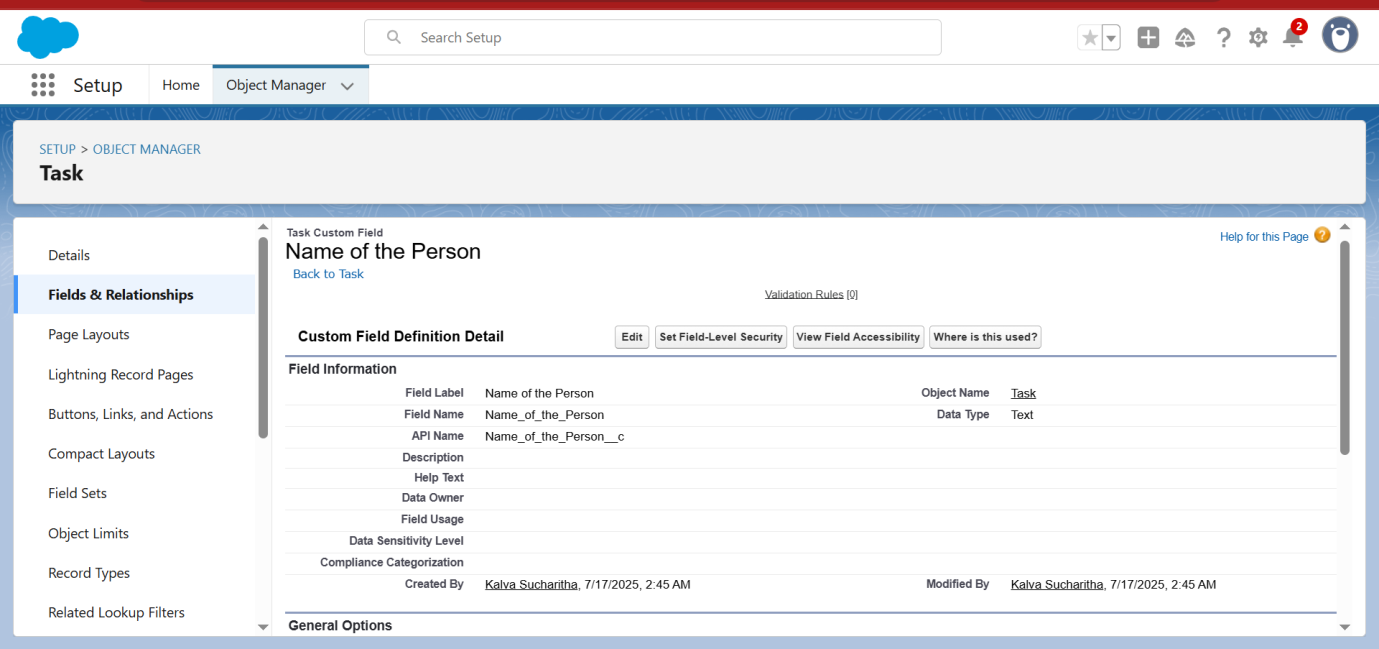 Search Setup
2
Setup
Home
Object Manager
SETUP > OBJECT MANAGER
Task
Details
Fields & Relationships
Page Layouts
Lightning Record Pages
Buttons, Links, and Actions
Compact Layouts
Field Sets
Object Limits
Record Types
Related Lookup Filters
Task Custom Field
Name of the Person
Back to Task
Help for this Page ?
Validation Rules [0]
Custom Field Definition Detail
Edit
Set Field-Level Security
View Field Accessibility
Where is this used?
Field Information
Field Label Name of the Person Object Name Task
Field Name Name_of_the_Person Data Type Text
API Name Name_of_the_Person__c
Description
Help Text
Data Owner
Field Usage
Data Sensitivity Level
Compliance Categorization
Created By Kalva Sucharitha, 7/17/2025, 2:45 AM Modified By Kalva Sucharitha, 7/17/2025, 2:45 AM
General Options